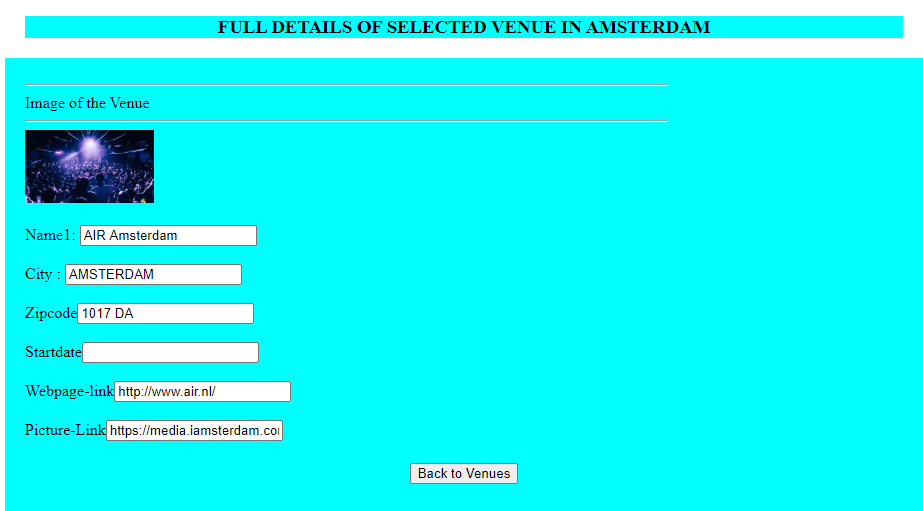 FULL DETAILS OF SELECTED VENUE IN AMSTERDAM
Image of the Venue
Name1: AIR Amsterdam
City : AMSTERDAM
Zipcode 1017 DA
Startdate
Webpage-link http://www.air.nl/
Picture-Link https://media.iamsterdam.co
Back to Venues